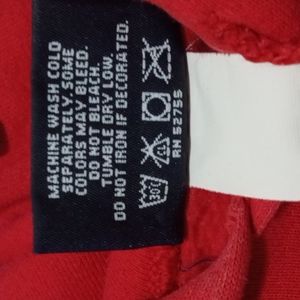 MACHINE WASH COLD
SEPARATELY. SOME
COLORS MAY BLEED.
DO NOT BLEACH.
TUMBLE DRY LOW.
DO NOT IRON IF DECORATED.
30C
RN 52755